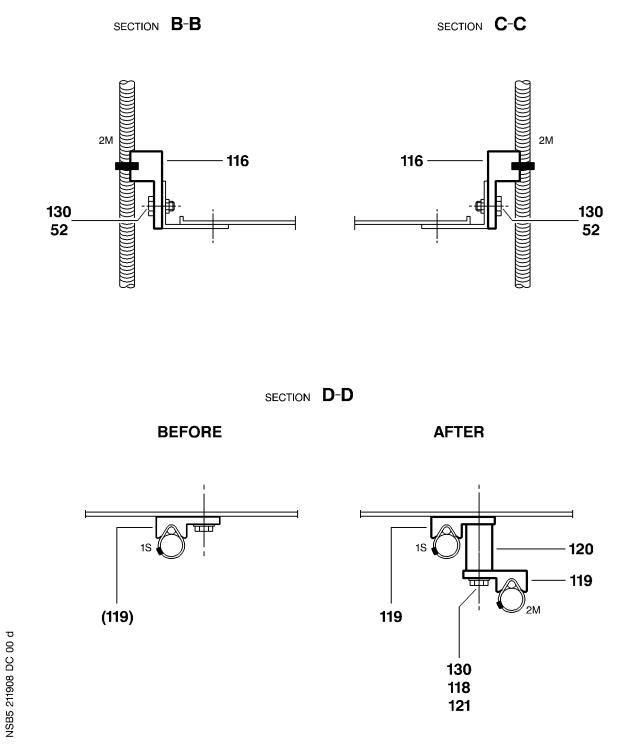 SECTION B-B
SECTION C-C
2M
2M
116
116
130
52
130
52
SECTION D-D
BEFORE
AFTER
1S
1S
120
119
2M
(119)
119
130
118
121
NSB5 211908 DC 00 d